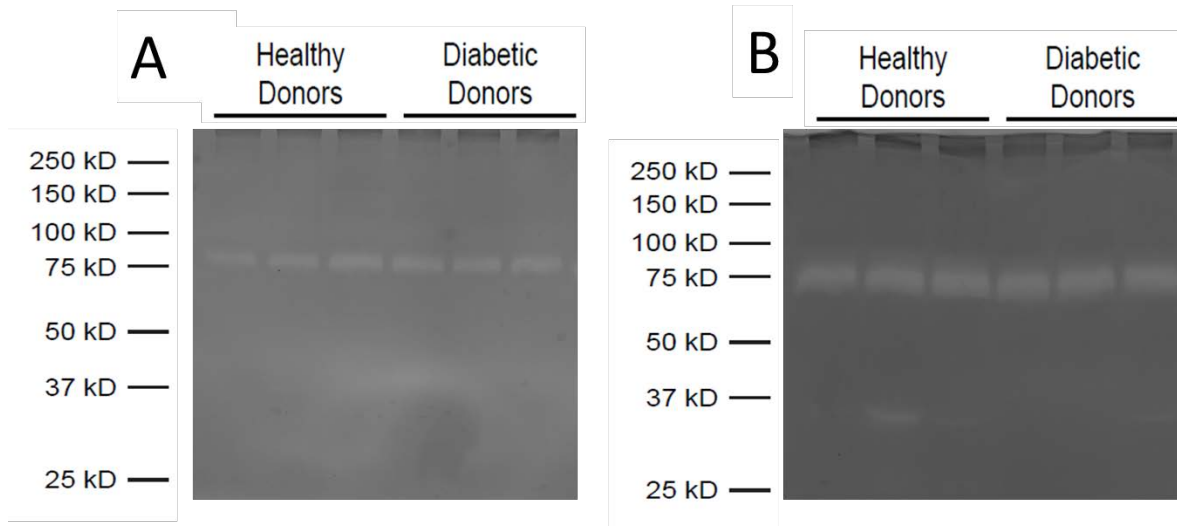 A
Healthy
Donors
Diabetic
Donors
250 kD
150 kD
100 kD
75 kD
50 kD
37 kD
25 kD
B
Healthy
Donors
Diabetic
Donors
250 kD
150 kD
100 kD
75 kD
50 kD
37 kD
25 kD